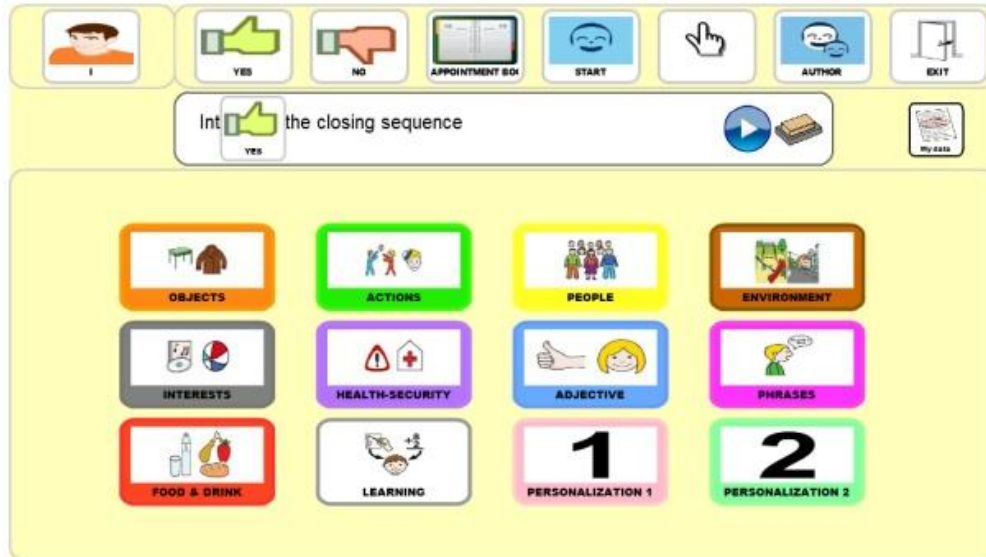 I
YES
NO
APPOINTMENT BO
START
AUTHOR
EXIT
Int the closing sequence
YES
My data
OBJECTS
ACTIONS
PEOPLE
ENVIRONMENT
INTERESTS
HEALTH-SECURITY
ADJECTIVE
PHRASES
FOOD & DRINK
LEARNING
1
PERSONALIZATION 1
2
PERSONALIZATION 2